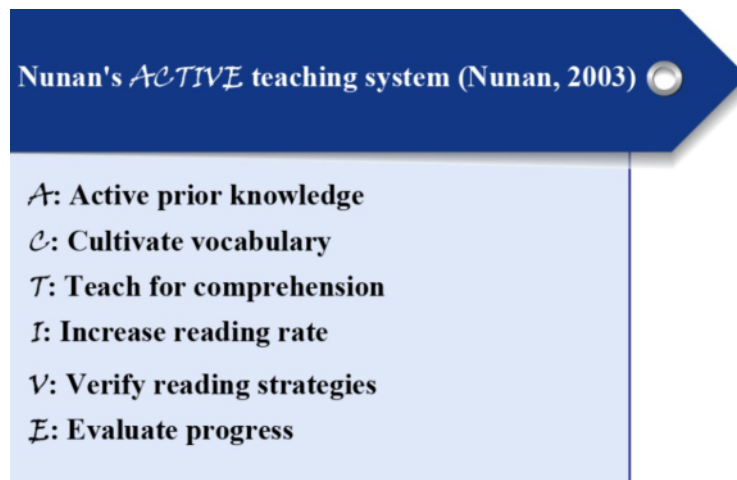 Nunan's ACTIVE teaching system (Nunan, 2003)
A: Active prior knowledge
C: Cultivate vocabulary
T: Teach for comprehension
I: Increase reading rate
V: Verify reading strategies
E: Evaluate progress